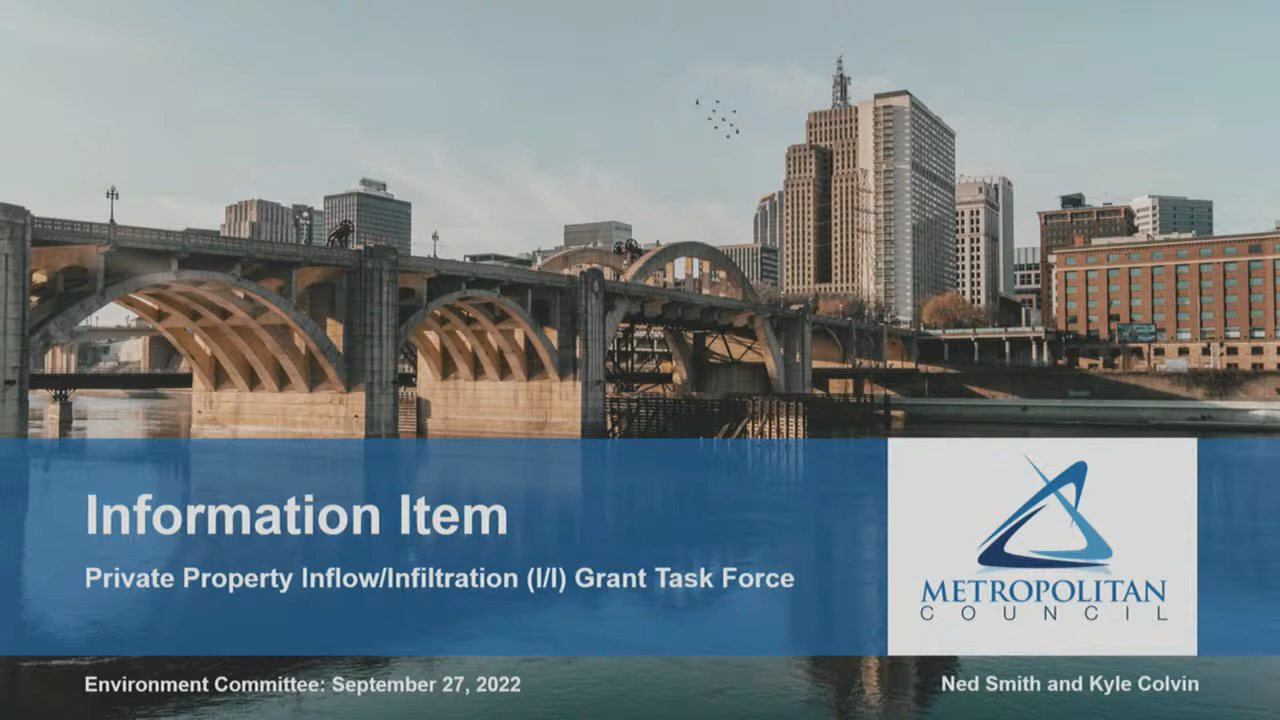 Information Item
Private Property Inflow/Infiltration (I/I) Grant Task Force
METROPOLITAN
COUNCIL
Environment Committee: September 27, 2022
Ned Smith and Kyle Colvin